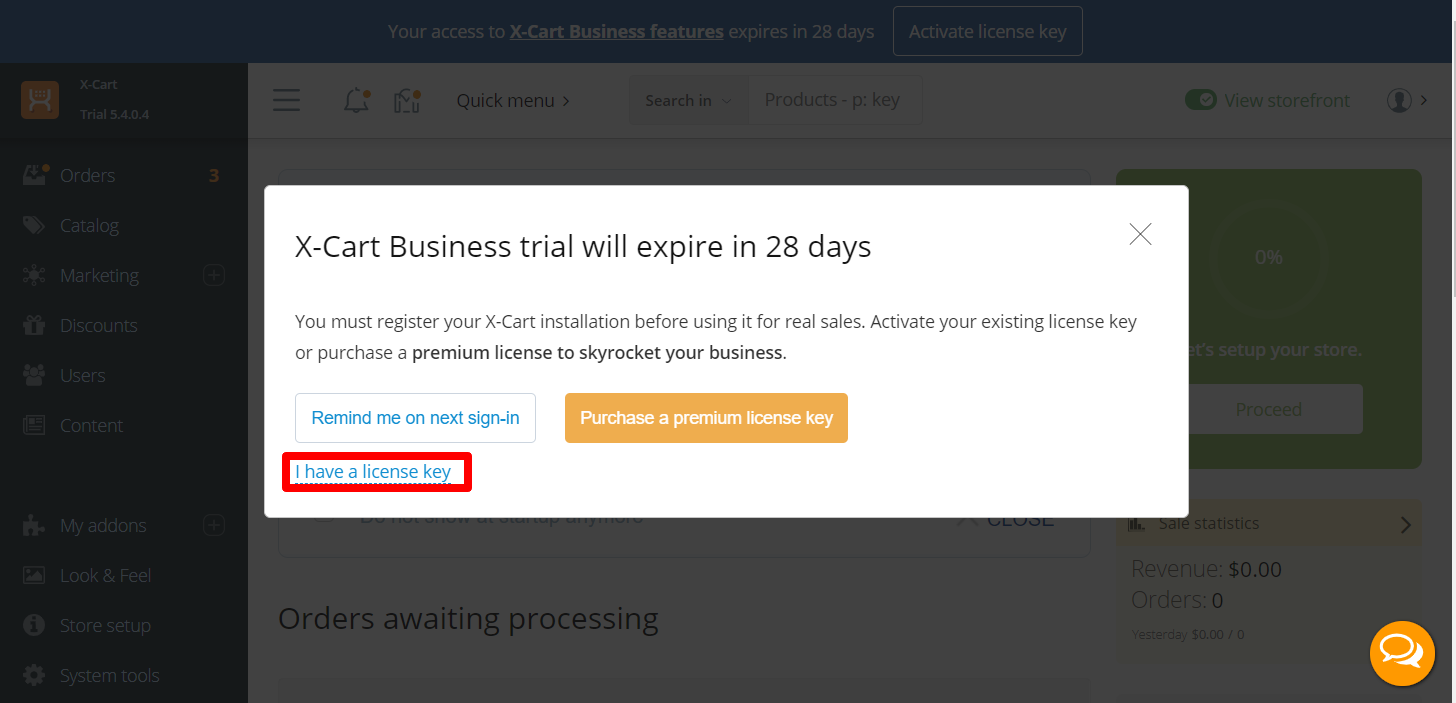 Your access to X-Cart Business features expires in 28 days
Activate license key
X-Cart
Trial 5.4.0.4
Quick menu
Search in
Products - p: key
View storefront
Orders
3
Catalog
Marketing
Discounts
Users
Content
My addons
Look & Feel
Store setup
System tools
X-Cart Business trial will expire in 28 days
You must register your X-Cart installation before using it for real sales. Activate your existing license key
or purchase a premium license to skyrocket your business.
Remind me on next sign-in
Purchase a premium license key
I have a license key
0%
et's setup your store.
Proceed
Do not show at startup anymore
CLOSE
Sale statistics
Revenue: $0.00
Orders: 0
Yesterday $0.00 / 0
Orders awaiting processing